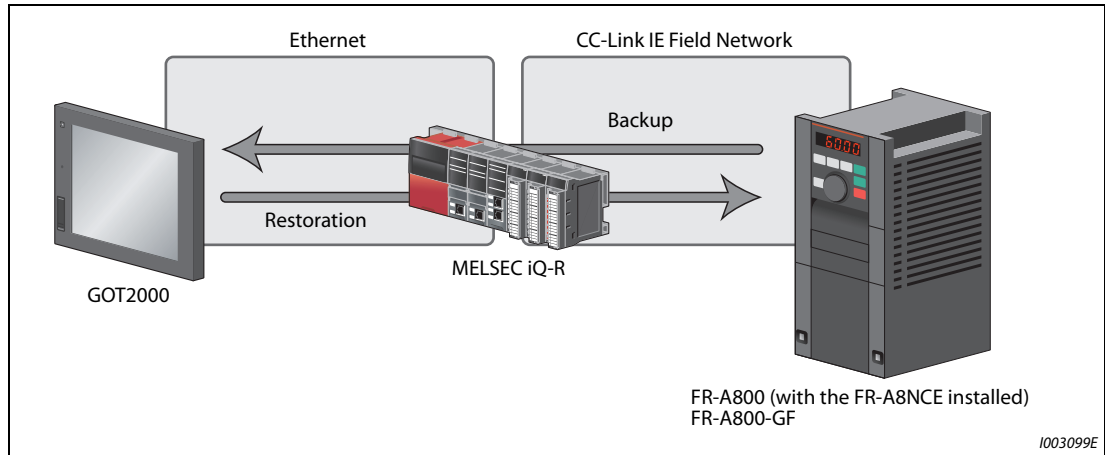 Ethernet
CC-Link IE Field Network
Backup
Restoration
6000
MELSEC iQ-R
GOT2000
FR-A800 (with the FR-A8NCE installed)
FR-A800-GF
I003099E